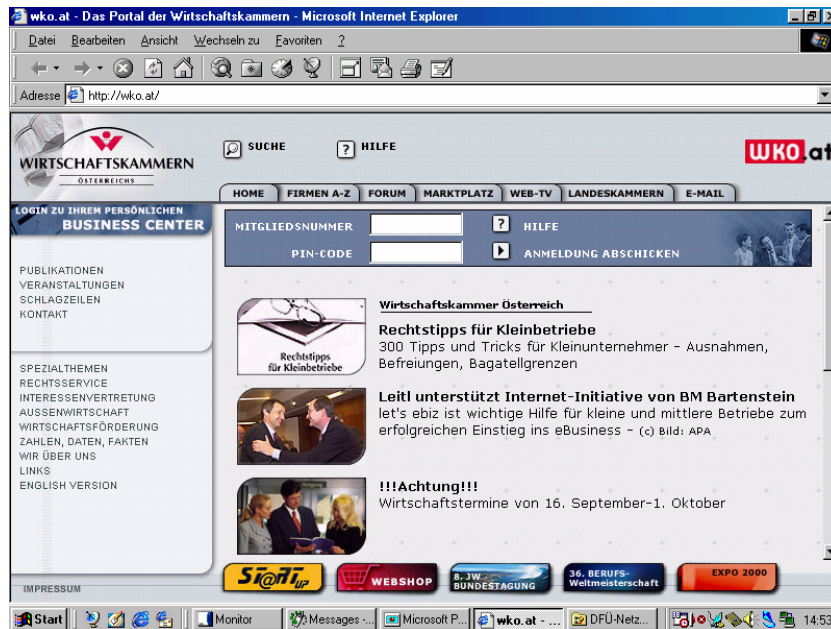 wko.at - Das Portal der Wirtschaftskammern - Microsoft Internet Explorer
Datei Bearbeiten Ansicht Wechseln zu Favoriten ?
Adresse http://wko.at/
WIRTSCHAFTSKAMMERN
ÖSTERREICHS
SUCHE
HILFE
WKO.at
HOME FIRMEN A-Z FORUM MARKTPLATZ WEB-TV LANDESKAMMERN E-MAIL
LOGIN ZU IHREM PERSÖNLICHEN
BUSINESS CENTER
MITGLIEDSNUMMER
? HILFE
PIN-CODE
ANMELDUNG ABSCHICKEN
PUBLIKATIONEN
VERANSTALTUNGEN
SCHLAGZEILEN
KONTAKT
SPEZIALTHEMEN
RECHTSSERVICE
INTERESSENVERTRETUNG
AUSSENWIRTSCHAFT
WIRTSCHAFTSFÖRDERUNG
ZAHLEN, DATEN, FAKTEN
WIR ÜBER UNS
LINKS
ENGLISH VERSION
IMPRESSUM
Wirtschaftskammer Österreich
Rechtstipps
für Kleinbetriebe
Rechtstipps für Kleinbetriebe
300 Tipps und Tricks für Kleinunternehmer - Ausnahmen,
Befreiungen, Bagatellgrenzen
Leitl unterstützt Internet-Initiative von BM Bartenstein
let's ebiz ist wichtige Hilfe für kleine und mittlere Betriebe zum
erfolgreichen Einstieg ins eBusiness - (c) Bild: APA
!!!Achtung!!!
Wirtschaftstermine von 16. September-1. Oktober
ST@RT UP
WEBSHOP
8. JW
BUNDESTAGUNG
36. BERUFS-
Weltmeisterschaft
EXPO 2000
Start Monitor Messages -... Microsoft P... wko.at - ... DFÜ-Netz... 14:53